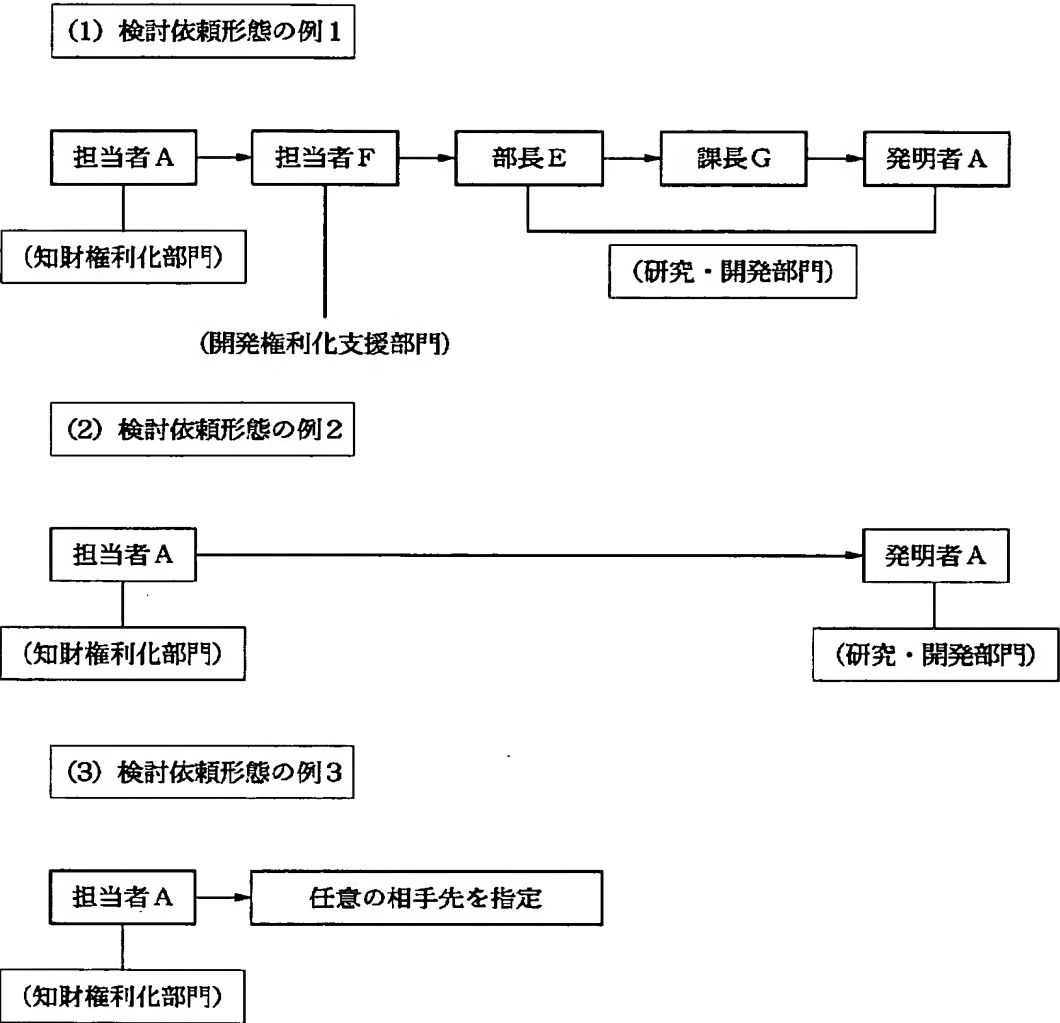 (1) 検討依頼形態の例1
担当者A
担当者F
部長E
課長G
発明者A
(知財権利化部門)
(研究・開発部門)
(開発権利化支援部門)
(2) 検討依頼形態の例2
担当者A
発明者A
(知財権利化部門)
(研究・開発部門)
(3) 検討依頼形態の例3
担当者A
任意の相手先を指定
(知財権利化部門)